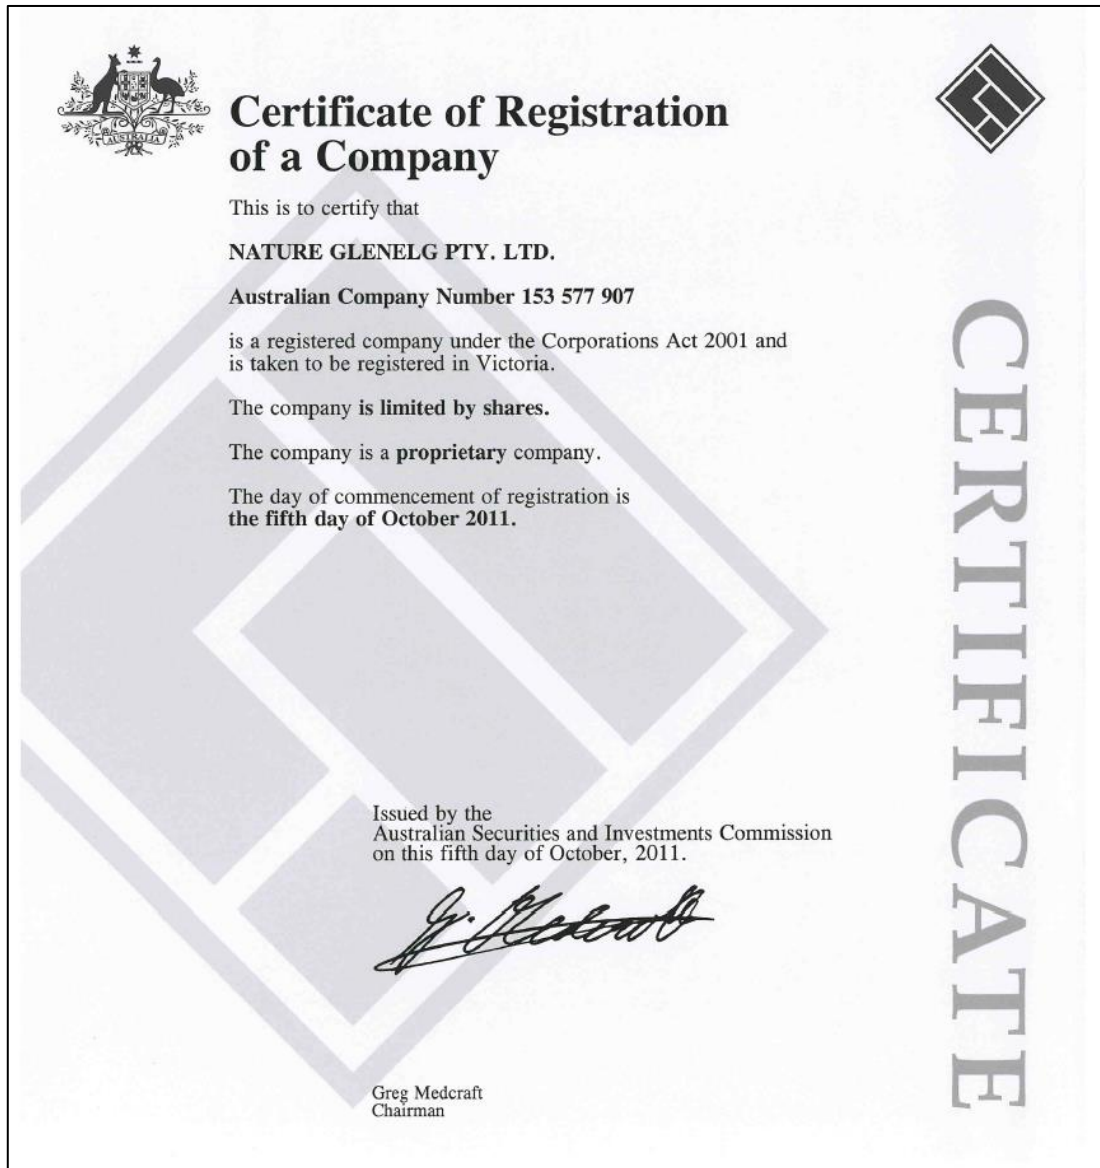 AUSTRALIA
Certificate of Registration
of a Company
This is to certify that
NATURE GLENELG PTY. LTD.
Australian Company Number 153 577 907
is a registered company under the Corporations Act 2001 and
is taken to be registered in Victoria.
The company is limited by shares.
The company is a proprietary company.
The day of commencement of registration is
the fifth day of October 2011.
Issued by the
Australian Securities and Investments Commission
on this fifth day of October, 2011.
G. Medcraft
Greg Medcraft
Chairman
CERTIFICATE